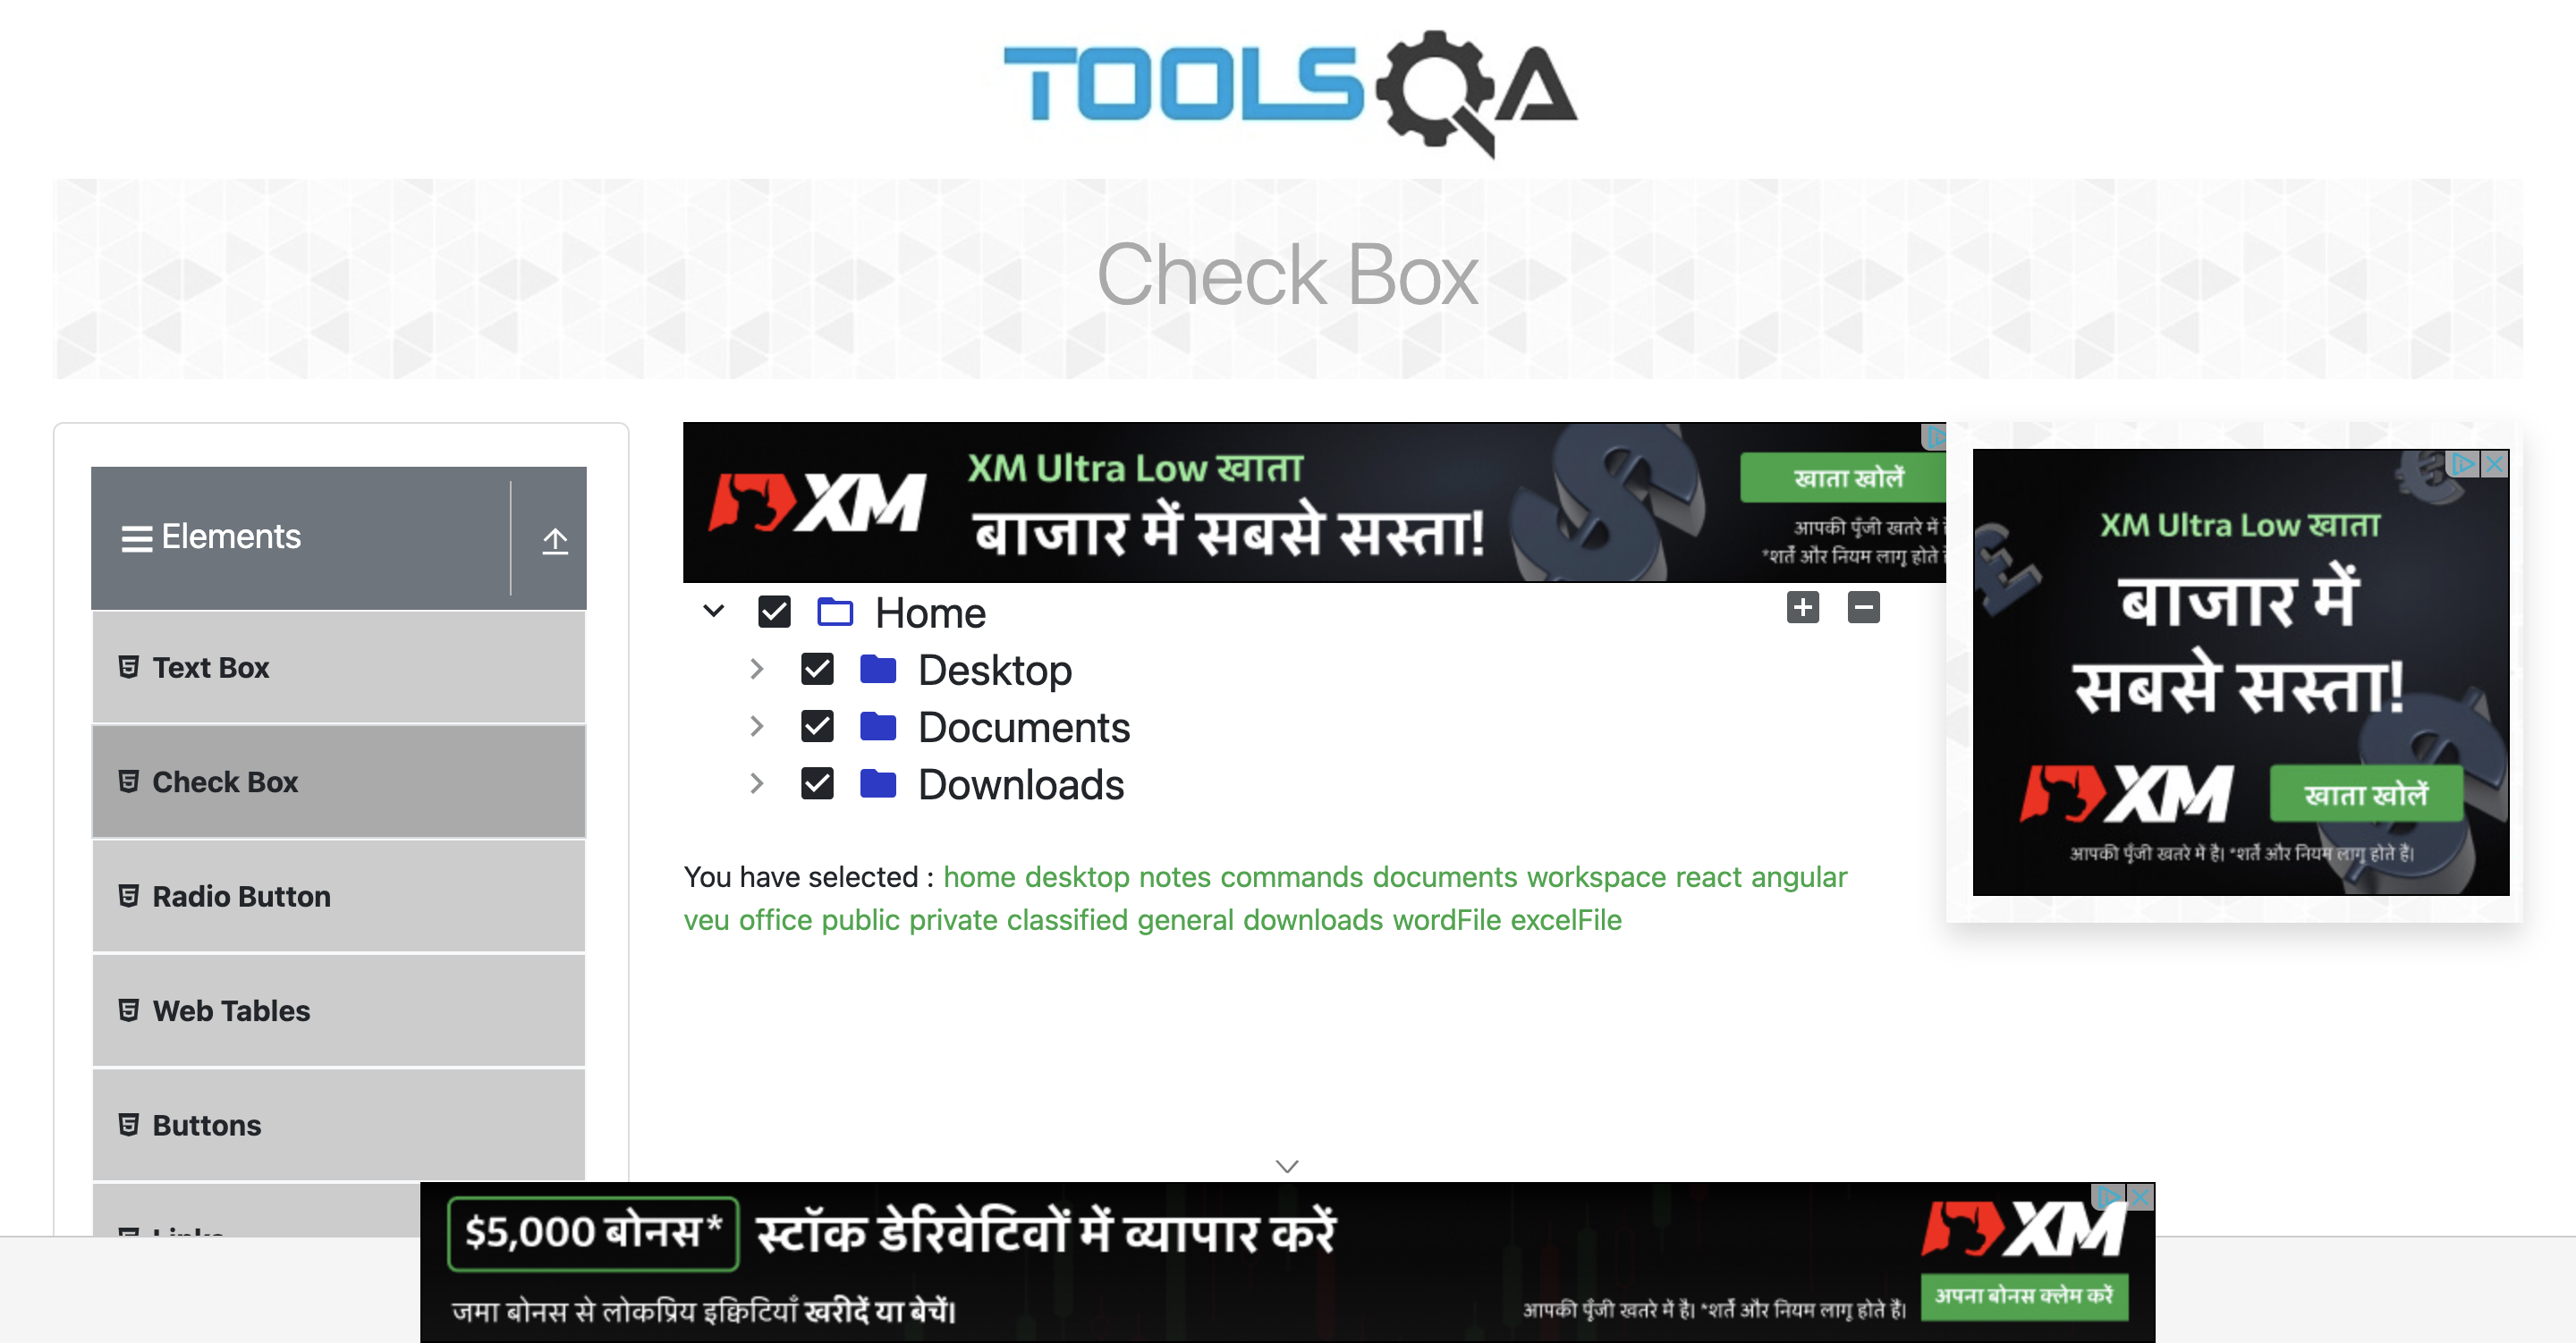 TOOLSQA
Check Box
Elements
Text Box
Check Box
Radio Button
Web Tables
Buttons
XM
XM Ultra Low खाता
बाजार में सबसे सस्ता!
खाता खोलें
आपकी पूँजी खतरे में
*शर्तें और नियम लागू होते
Home
Desktop
Documents
Downloads
You have selected : home desktop notes commands documents workspace react angular
veu office public private classified general downloads wordFile excelFile
XM Ultra Low खाता
बाजार में
सबसे सस्ता!
XM
खाता खोलें
आपकी पूँजी खतरे में है। *शर्तें और नियम लागू होते हैं।
$5,000 बोनस* स्टॉक डेरिवेटिवों में व्यापार करें
जमा बोनस से लोकप्रिय इक्विटियाँ खरीदें या बेचें।
आपकी पूँजी खतरे में है। *शर्तें और नियम लागू होते हैं।
XM
अपना बोनस क्लेम करें